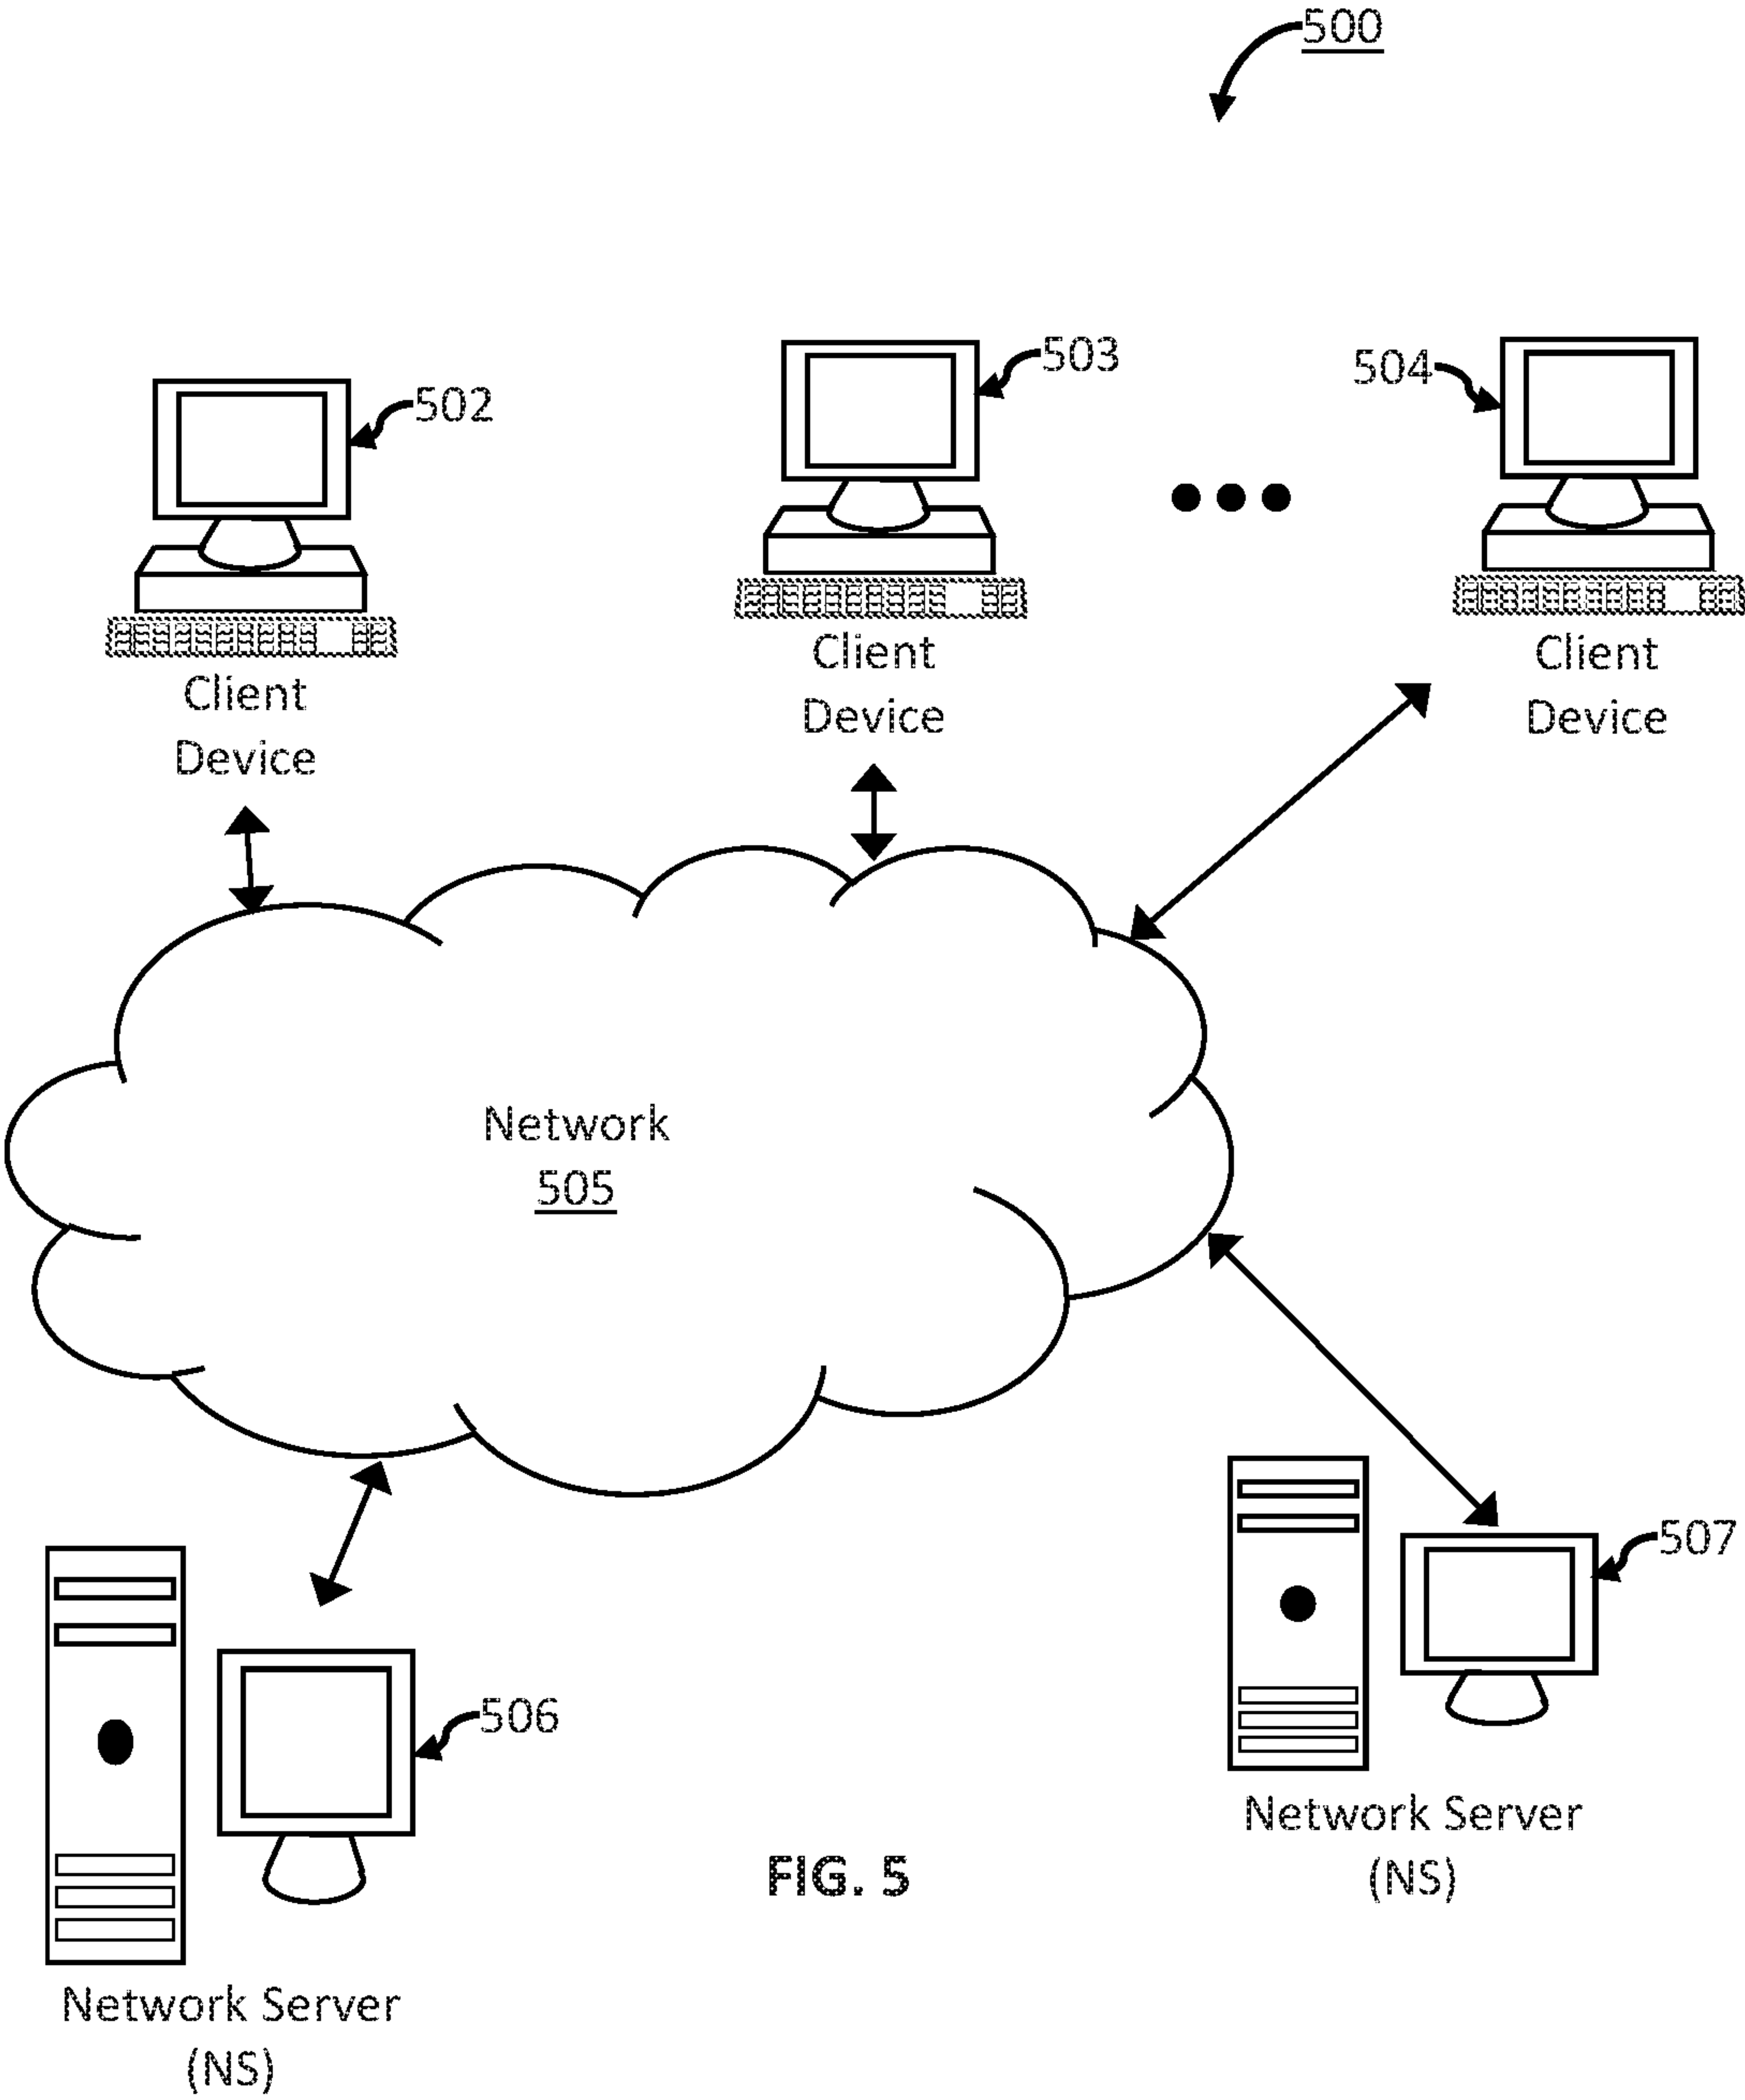 500
502
503
504
Client
Device
Client
Device
Client
Device
Network
505
506
507
Network Server
(NS)
FIG. 5
Network Server
(NS)